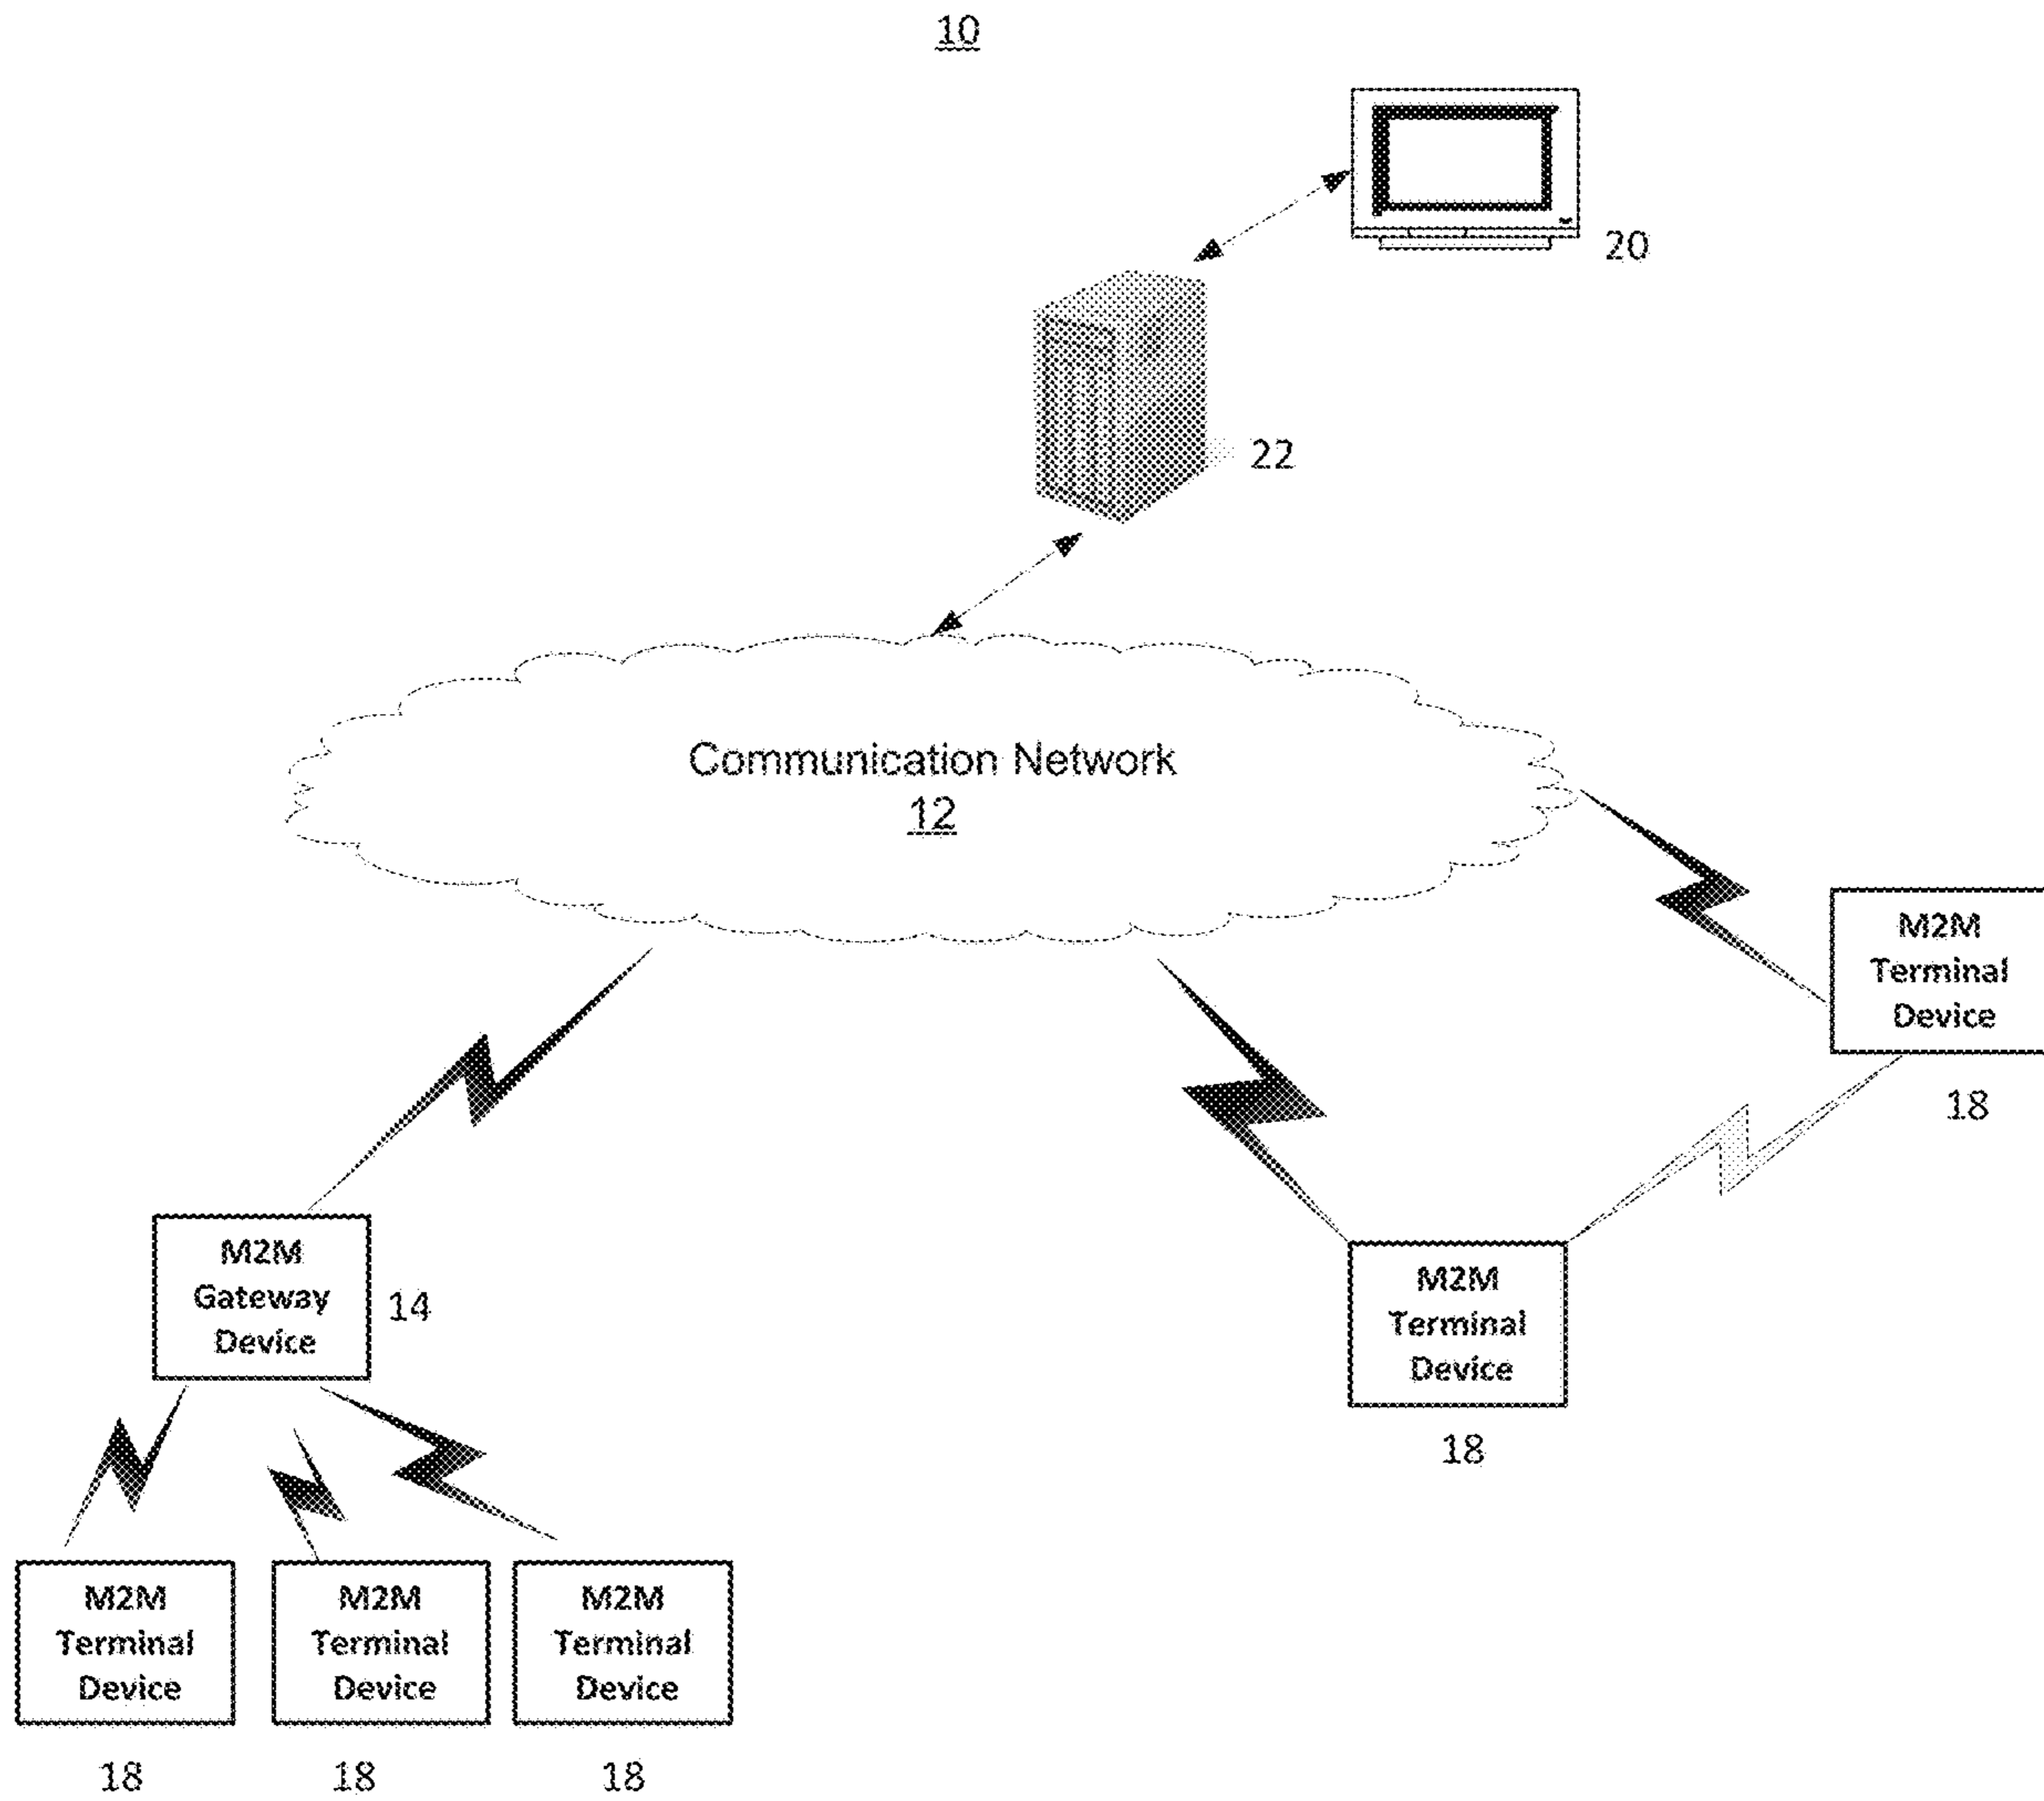 10
20
22
Communication Network
12
M2M
Terminal
Device
18
M2M
Gateway
Device
14
M2M
Terminal
Device
18
M2M
Terminal
Device
18
M2M
Terminal
Device
18
M2M
Terminal
Device
18